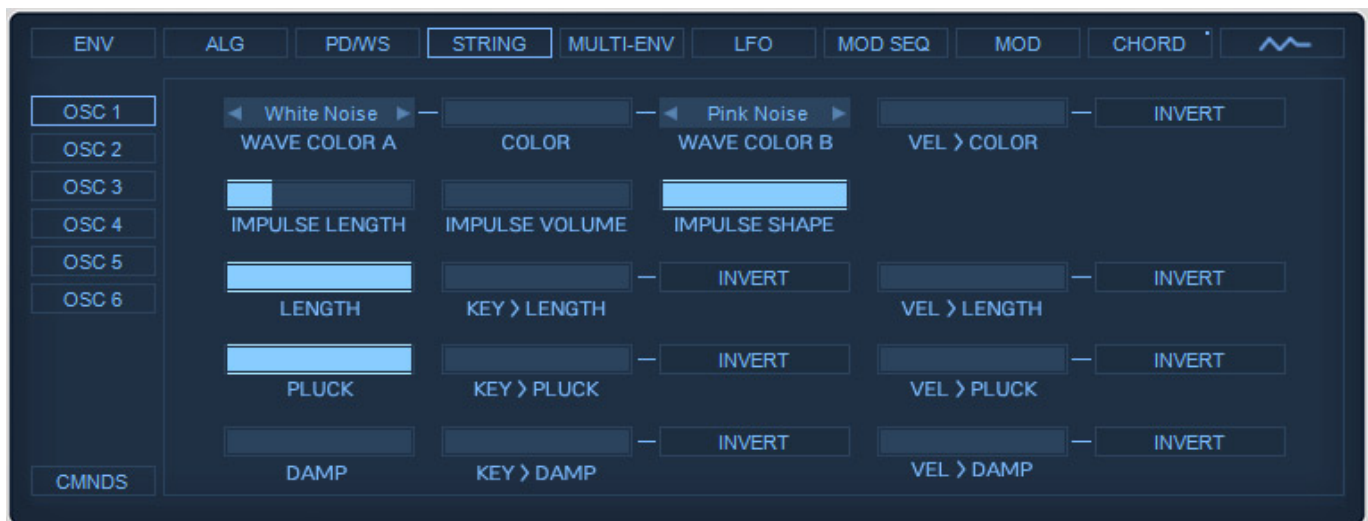 ENV ALG PD/WS STRING MULTI-ENV LFO MOD SEQ MOD CHORD
OSC 1
OSC 2
OSC 3
OSC 4
OSC 5
OSC 6
CMNDS
White Noise Pink Noise INVERT
WAVE COLOR A COLOR WAVE COLOR B VEL > COLOR
IMPULSE LENGTH IMPULSE VOLUME IMPULSE SHAPE
INVERT INVERT
LENGTH KEY > LENGTH VEL > LENGTH
INVERT INVERT
PLUCK KEY > PLUCK VEL > PLUCK
INVERT INVERT
DAMP KEY > DAMP VEL > DAMP